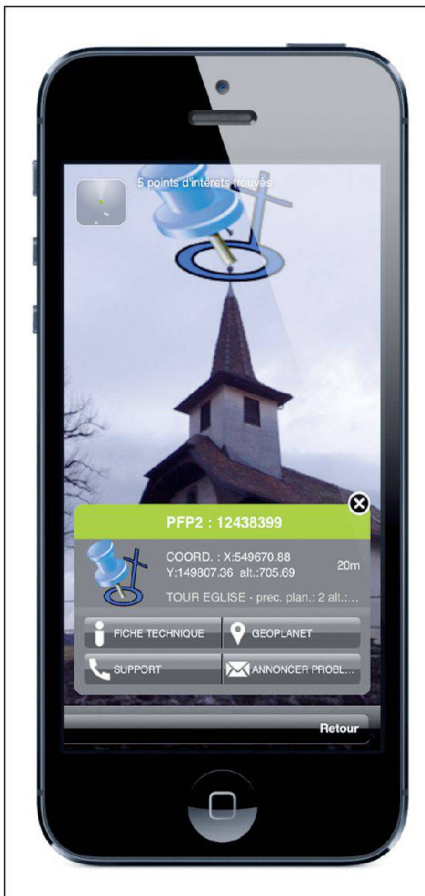 5 points d'intérets trouvés
PFP2 : 12438399
COORD. : X:549670.88
Y:149807.36 alt.:705.69
20m
TOUR EGLISE - prec. plan.: 2 alt.:...
FICHE TECHNIQUE
GEOPLANET
SUPPORT
ANNONCER PROBL...
Retour